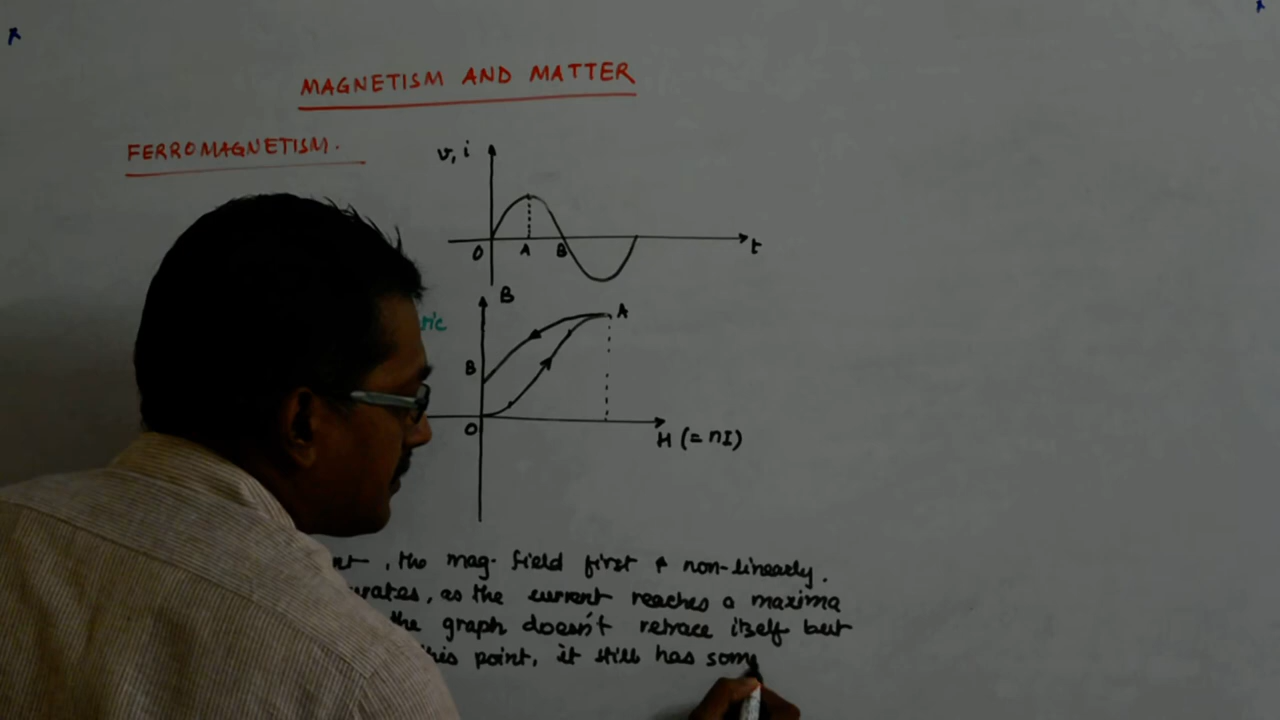 MAGNETISM AND MATTER
FERROMAGNETISM.
v, i
O A B t
B
A
B
O
H (= nI)
, the mag. field first ↑ non-linearly.
, as the current reaches a maxima
the graph doesn't retrace itself but
this point, it still has some